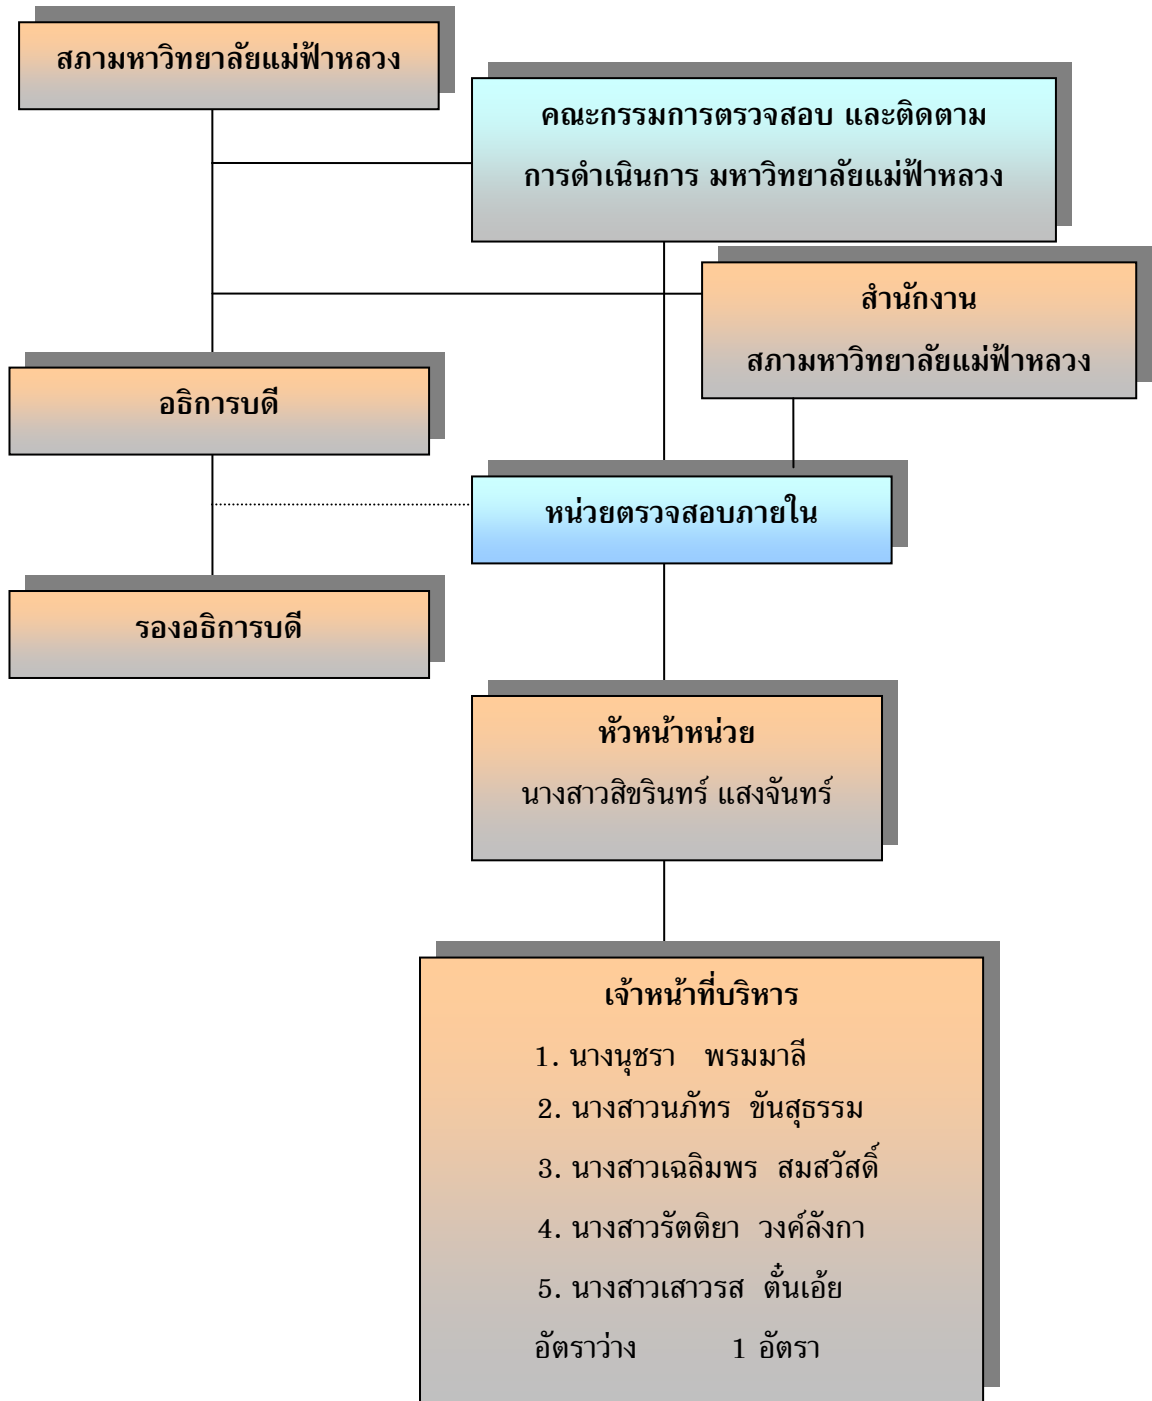 สภามหาวิทยาลัยแม่ฟ้าหลวง
คณะกรรมการตรวจสอบ และติดตาม
การดำเนินการ มหาวิทยาลัยแม่ฟ้าหลวง
สำนักงาน
สภามหาวิทยาลัยแม่ฟ้าหลวง
อธิการบดี
หน่วยตรวจสอบภายใน
รองอธิการบดี
หัวหน้าหน่วย
นางสาวสิขรินทร์ แสงจันทร์
เจ้าหน้าที่บริหาร
1. นางนุชรา พรมมาลี
2. นางสาวนภัทร ขันสุธรรม
3. นางสาวเฉลิมพร สมสวัสดิ์
4. นางสาวรัตติยา วงค์ลังกา
5. นางสาวเสาวรส ตั๋นเอ้ย
อัตราว่าง 1 อัตรา